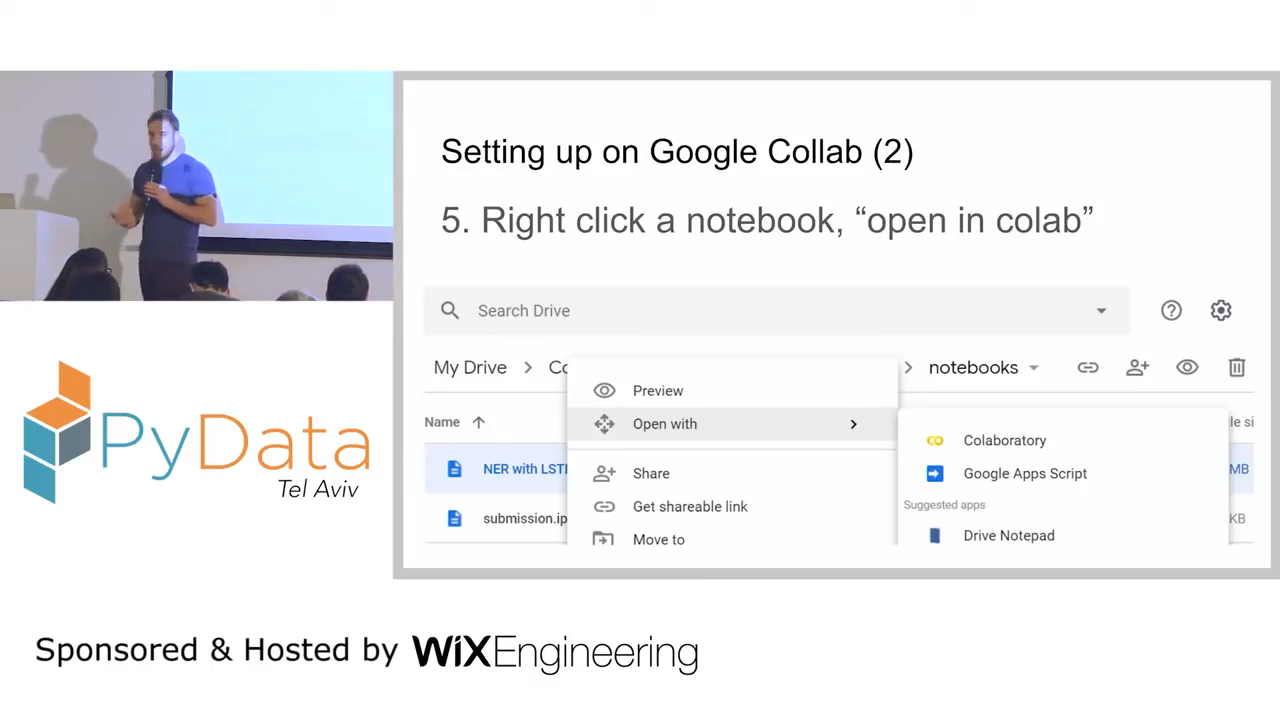 Setting up on Google Collab (2)
5. Right click a notebook, “open in colab”
Search Drive
My Drive > Co > notebooks
Preview
Open with
Name
Colaboratory
NER with LST
MB
Share
Google Apps Script
Get shareable link
Suggested apps
submission.ip
KB
Move to
Drive Notepad
PyData
Tel Aviv
Sponsored & Hosted by WiXEngineering